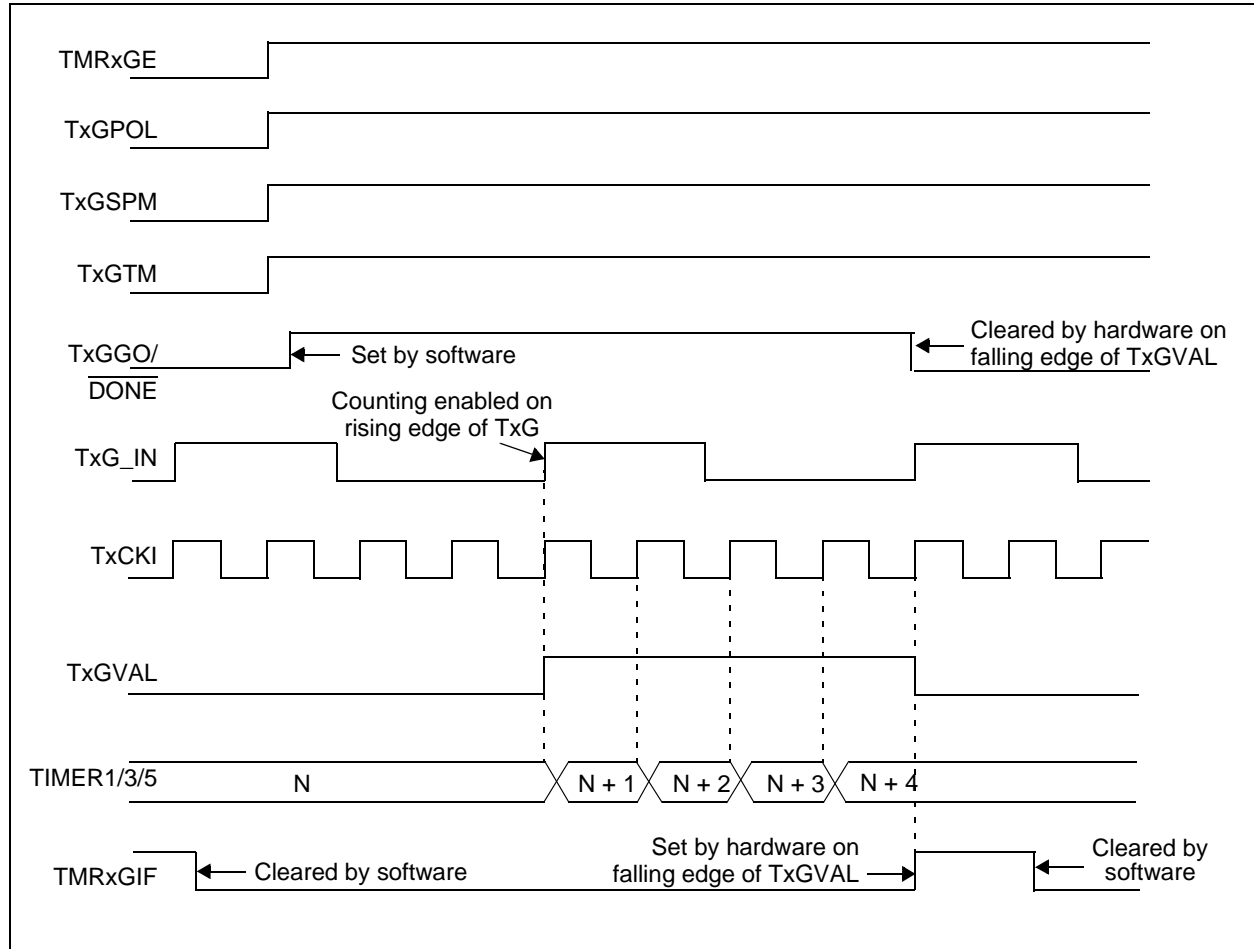 TMRxGE
TxGPOL
TxGSPM
TxGTM
TxGGO/
DONE
Set by software
Cleared by hardware on
falling edge of TxGVAL
Counting enabled on
rising edge of TxG
TxG_IN
TxCKI
TxGVAL
TIMER1/3/5
N
N + 1
N + 2
N + 3
N + 4
TMRxGIF
Cleared by software
Set by hardware on
falling edge of TxGVAL
Cleared by
software